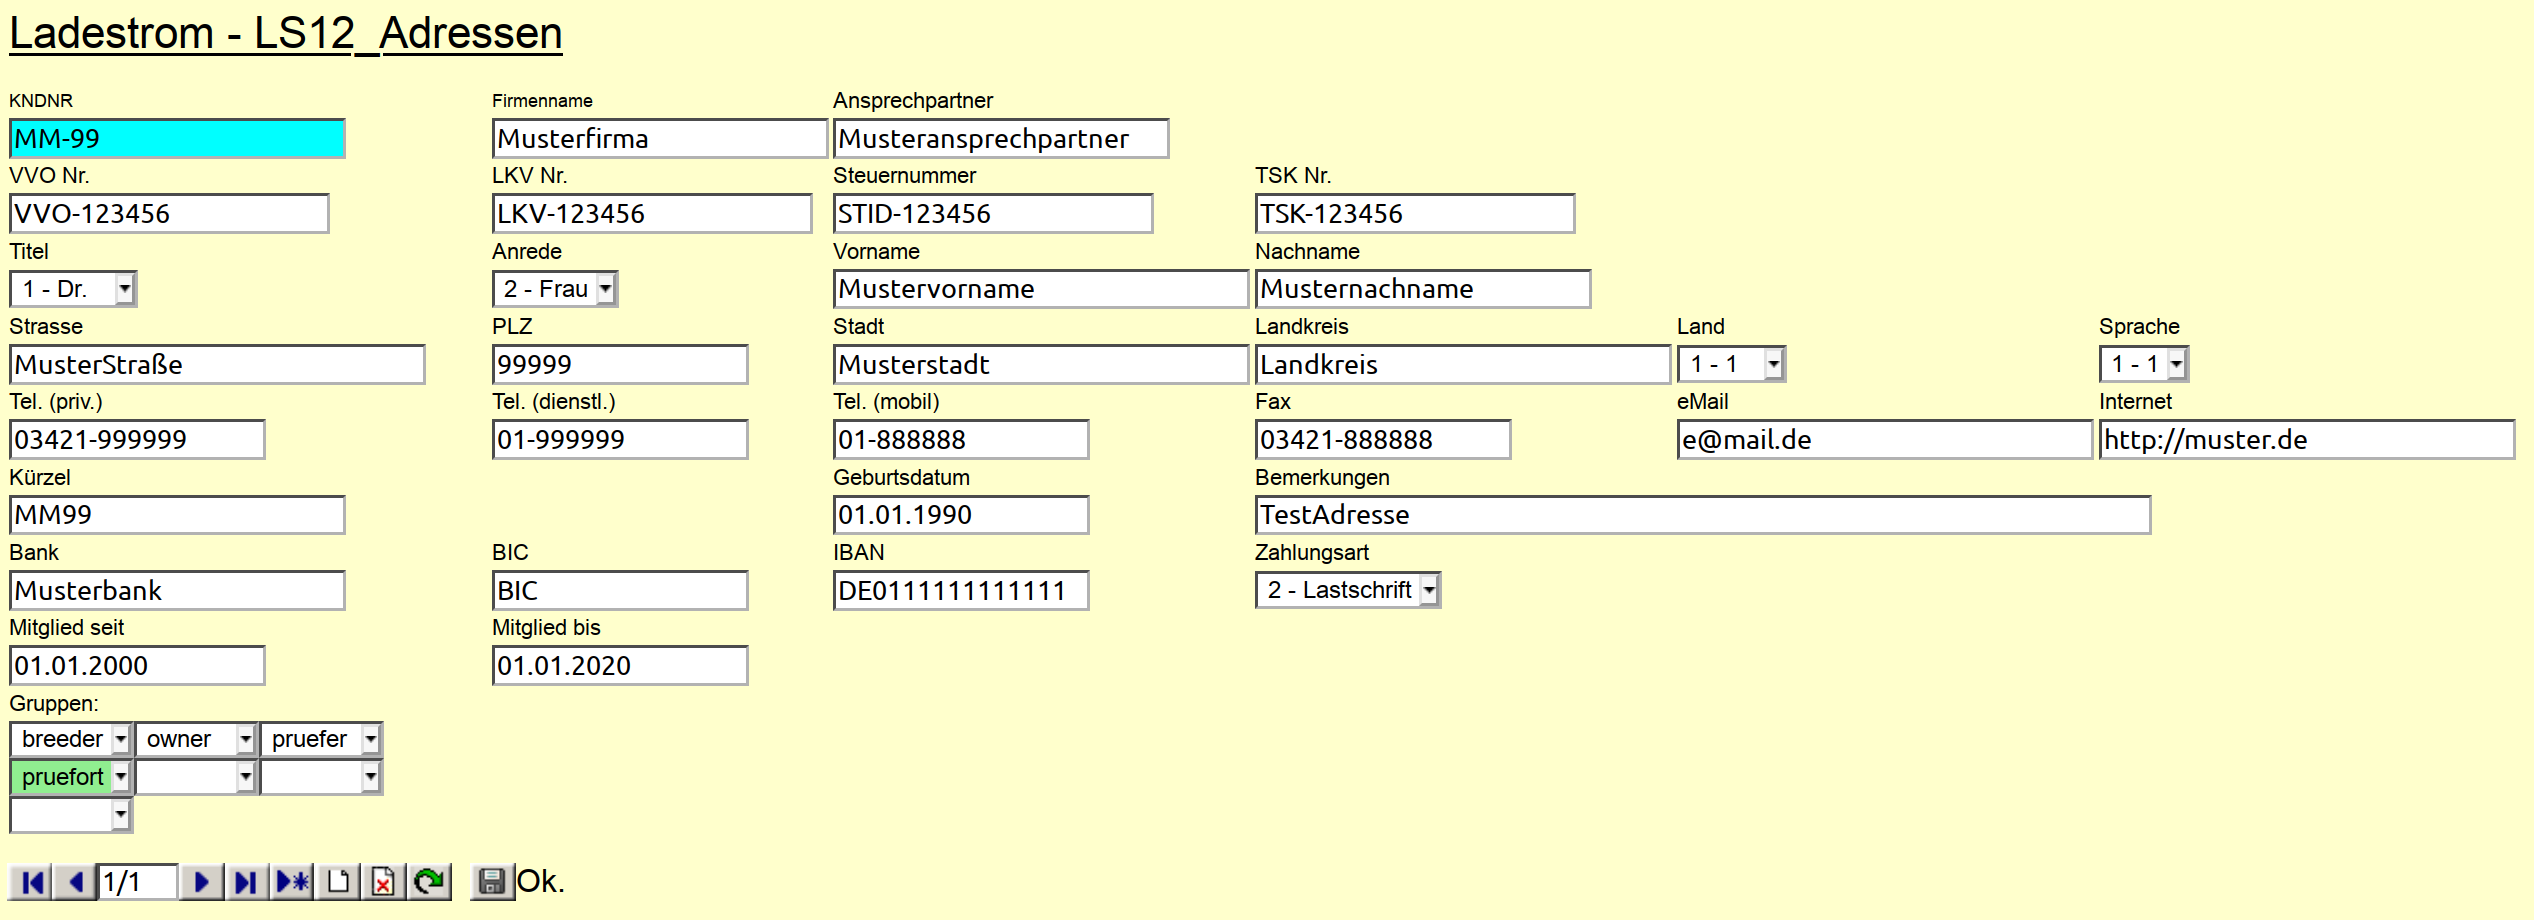 Ladestrom - LS12_Adressen
KNDNR Firmenname Ansprechpartner
MM-99 Musterfirma Musteransprechpartner
VVO Nr. LKV Nr. Steuernummer TSK Nr.
VVO-123456 LKV-123456 STID-123456 TSK-123456
Titel Anrede Vorname Nachname
1 - Dr. 2 - Frau Mustervorname Musternachname
Strasse PLZ Stadt Landkreis Land Sprache
MusterStraße 99999 Musterstadt Landkreis 1 - 1 1 - 1
Tel. (priv.) Tel. (dienstl.) Tel. (mobil) Fax eMail Internet
03421-999999 01-999999 01-888888 03421-888888 e@mail.de http://muster.de
Kürzel Geburtsdatum Bemerkungen
MM99 01.01.1990 TestAdresse
Bank BIC IBAN Zahlungsart
Musterbank BIC DE0111111111111 2 - Lastschrift
Mitglied seit Mitglied bis
01.01.2000 01.01.2020
Gruppen:
breeder owner pruefer
pruefort
1/1 Ok.